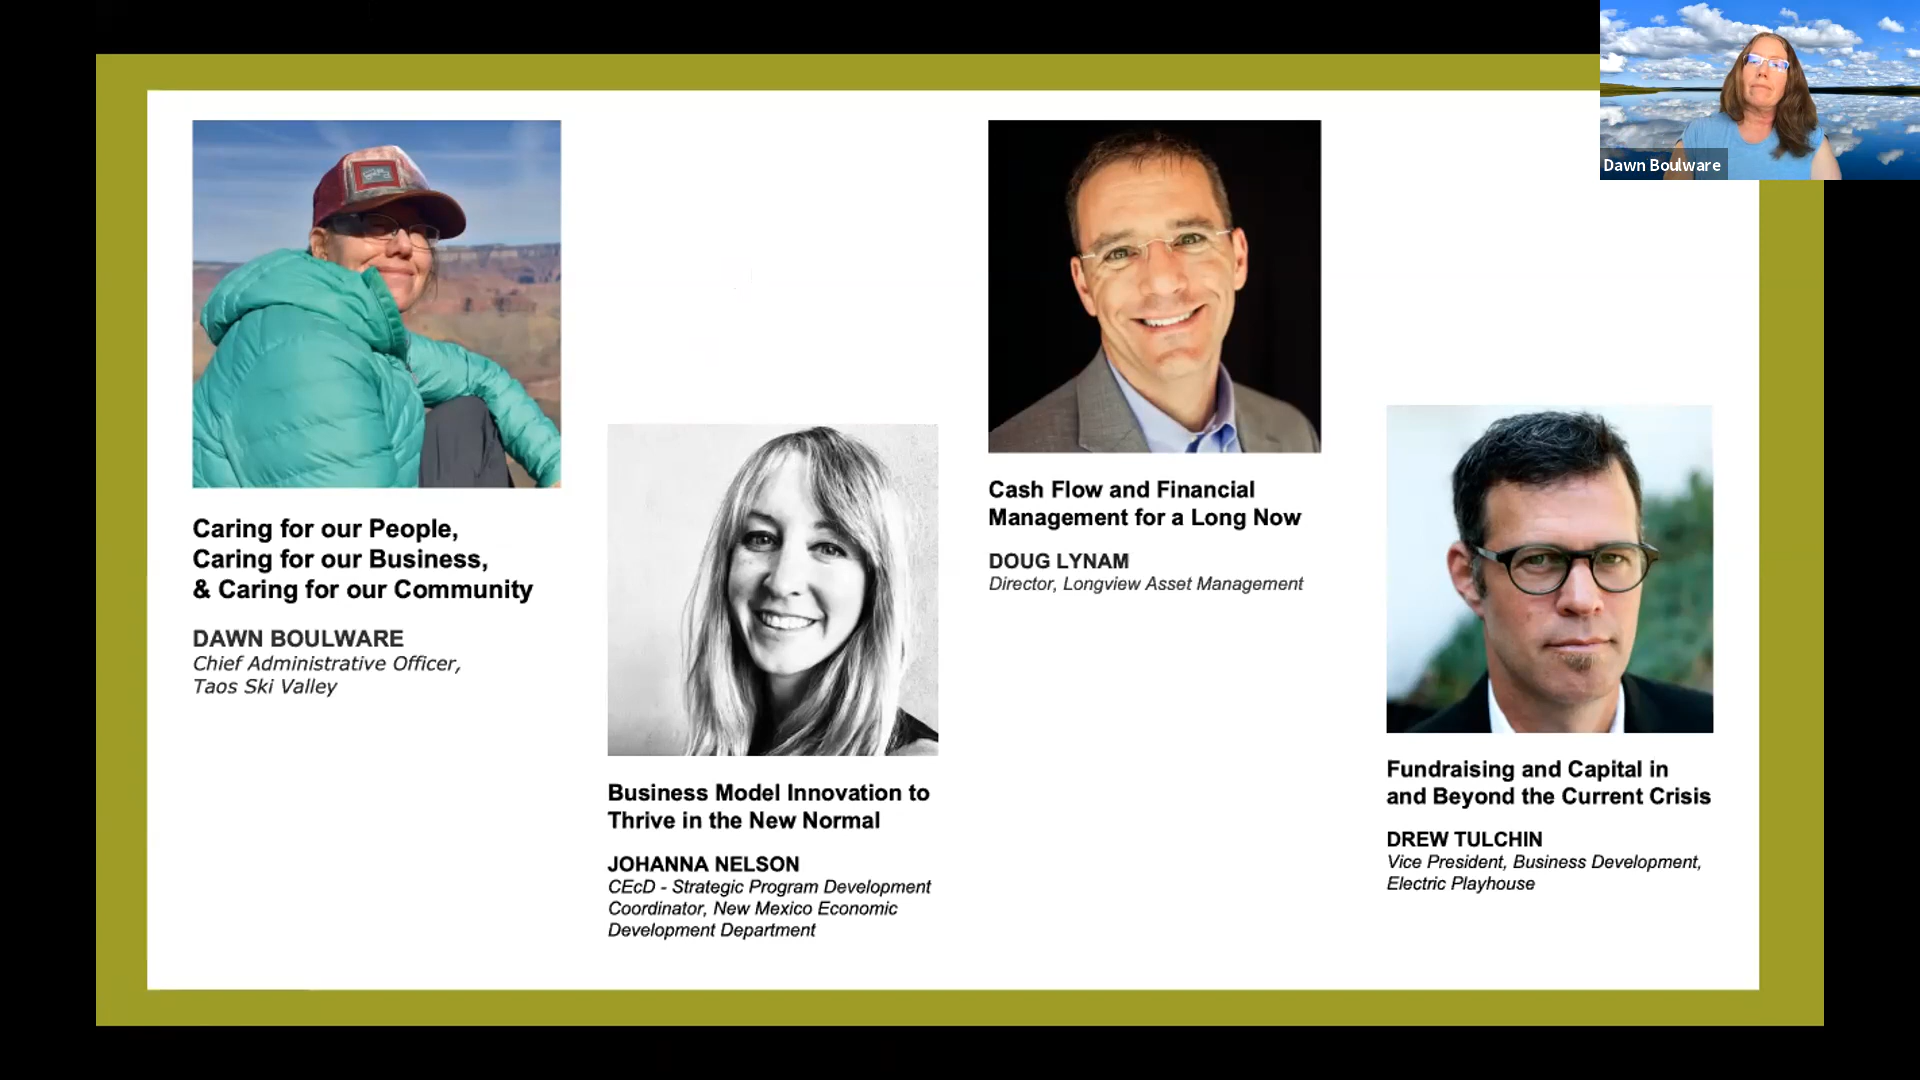 Dawn Boulware
Caring for our People,
Caring for our Business,
& Caring for our Community
DAWN BOULWARE
Chief Administrative Officer,
Taos Ski Valley
Business Model Innovation to
Thrive in the New Normal
JOHANNA NELSON
CEcD - Strategic Program Development
Coordinator, New Mexico Economic
Development Department
Cash Flow and Financial
Management for a Long Now
DOUG LYNAM
Director, Longview Asset Management
Fundraising and Capital in
and Beyond the Current Crisis
DREW TULCHIN
Vice President, Business Development,
Electric Playhouse